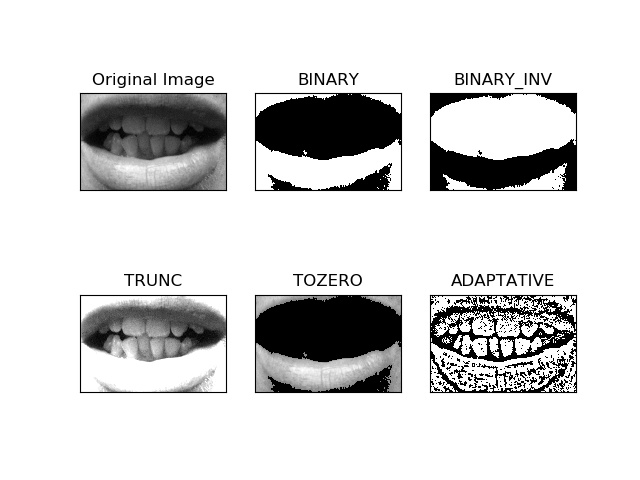 Original Image
BINARY
BINARY_INV
TRUNC
TOZERO
ADAPTATIVE